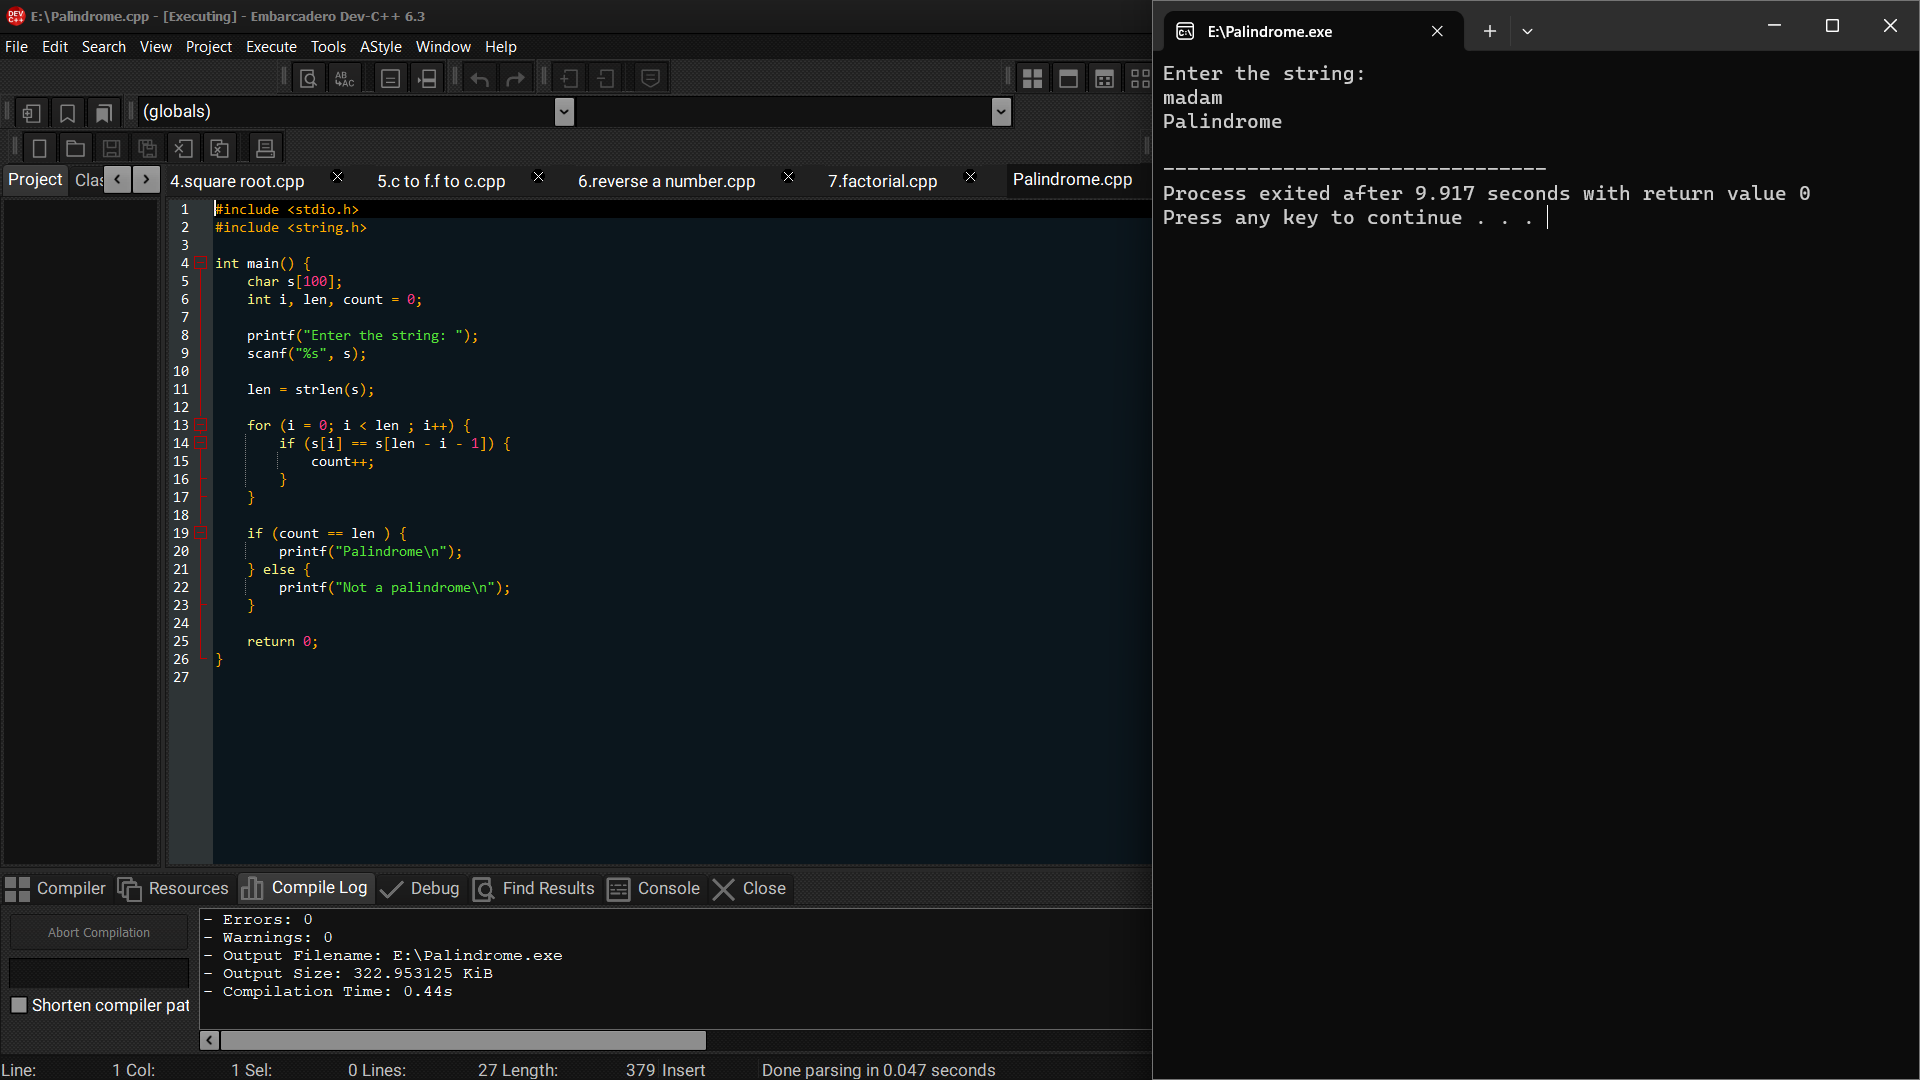 E:\Palindrome.cpp - [Executing] - Embarcadero Dev-C++ 6.3
File Edit Search View Project Execute Tools AStyle Window Help
(globals)
Project Clas 4.square root.cpp 5.c to f.f to c.cpp 6.reverse a number.cpp 7.factorial.cpp Palindrome.cpp
1 #include <stdio.h>
2 #include <string.h>
3
4 int main() {
5 char s[100];
6 int i, len, count = 0;
7
8 printf("Enter the string: ");
9 scanf("%s", s);
10
11 len = strlen(s);
12
13 for (i = 0; i < len ; i++) {
14 if (s[i] == s[len - i - 1]) {
15 count++;
16 }
17 }
18
19 if (count == len ) {
20 printf("Palindrome\n");
21 } else {
22 printf("Not a palindrome\n");
23 }
24
25 return 0;
26 }
27
Compiler Resources Compile Log Debug Find Results Console Close
Abort Compilation
Shorten compiler pat
- Errors: 0
- Warnings: 0
- Output Filename: E:\Palindrome.exe
- Output Size: 322.953125 KiB
- Compilation Time: 0.44s
Line: 1 Col: 1 Sel: 0 Lines: 27 Length: 379 Insert Done parsing in 0.047 seconds
E:\Palindrome.exe
Enter the string:
madam
Palindrome
--------------------------------
Process exited after 9.917 seconds with return value 0
Press any key to continue . . .